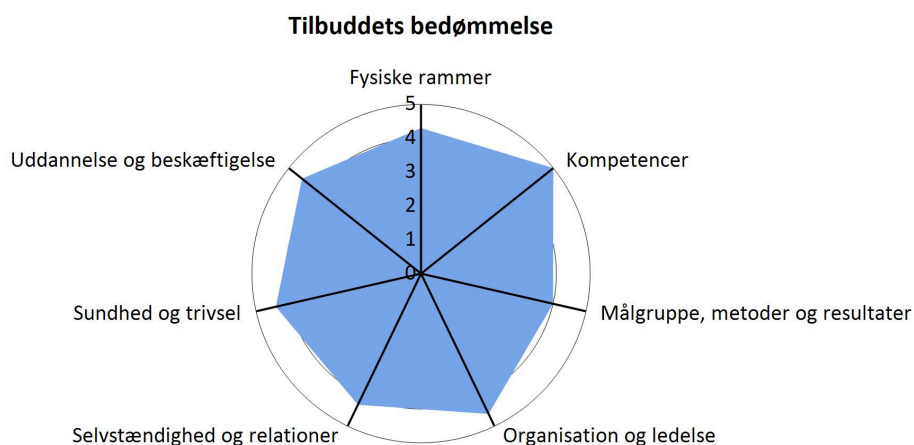 Tilbuddets bedømmelse
Fysiske rammer
5
4
3
2
1
0
Uddannelse og beskæftigelse
Kompetencer
Sundhed og trivsel
Målgruppe, metoder og resultater
Selvstændighed og relationer
Organisation og ledelse